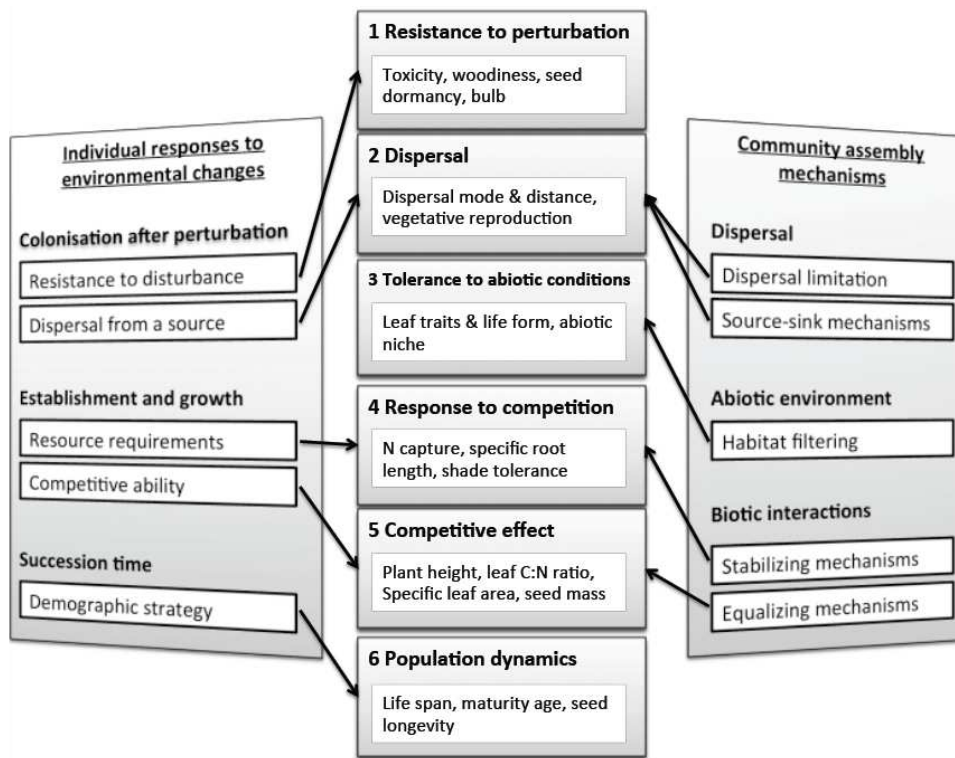 Individual responses to
environmental changes
Colonisation after perturbation
Resistance to disturbance
Dispersal from a source
Establishment and growth
Resource requirements
Competitive ability
Succession time
Demographic strategy
1 Resistance to perturbation
Toxicity, woodiness, seed
dormancy, bulb
2 Dispersal
Dispersal mode & distance,
vegetative reproduction
3 Tolerance to abiotic conditions
Leaf traits & life form, abiotic
niche
4 Response to competition
N capture, specific root
length, shade tolerance
5 Competitive effect
Plant height, leaf C:N ratio,
Specific leaf area, seed mass
6 Population dynamics
Life span, maturity age, seed
longevity
Community assembly
mechanisms
Dispersal
Dispersal limitation
Source-sink mechanisms
Abiotic environment
Habitat filtering
Biotic interactions
Stabilizing mechanisms
Equalizing mechanisms